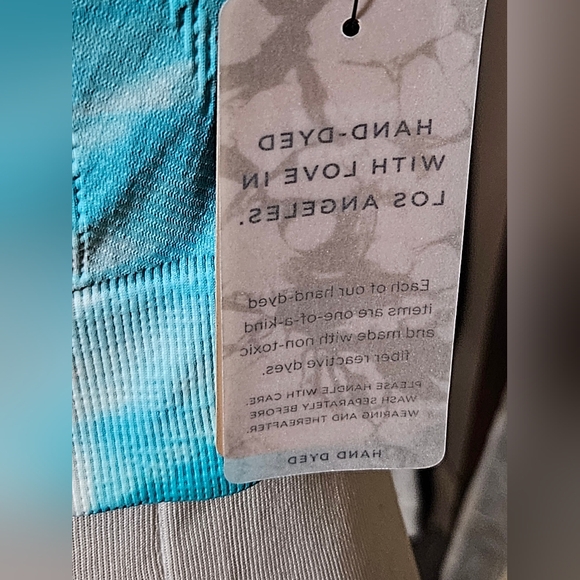 HAND-DYED
WITH LOVE IN
LOS ANGELES.
Each of our hand-dyed
items are one-of-a-kind
and made with non-toxic
fiber reactive dyes.
PLEASE HANDLE WITH CARE.
WASH SEPARATELY BEFORE
WEARING AND THEREAFTER.
HAND DYED